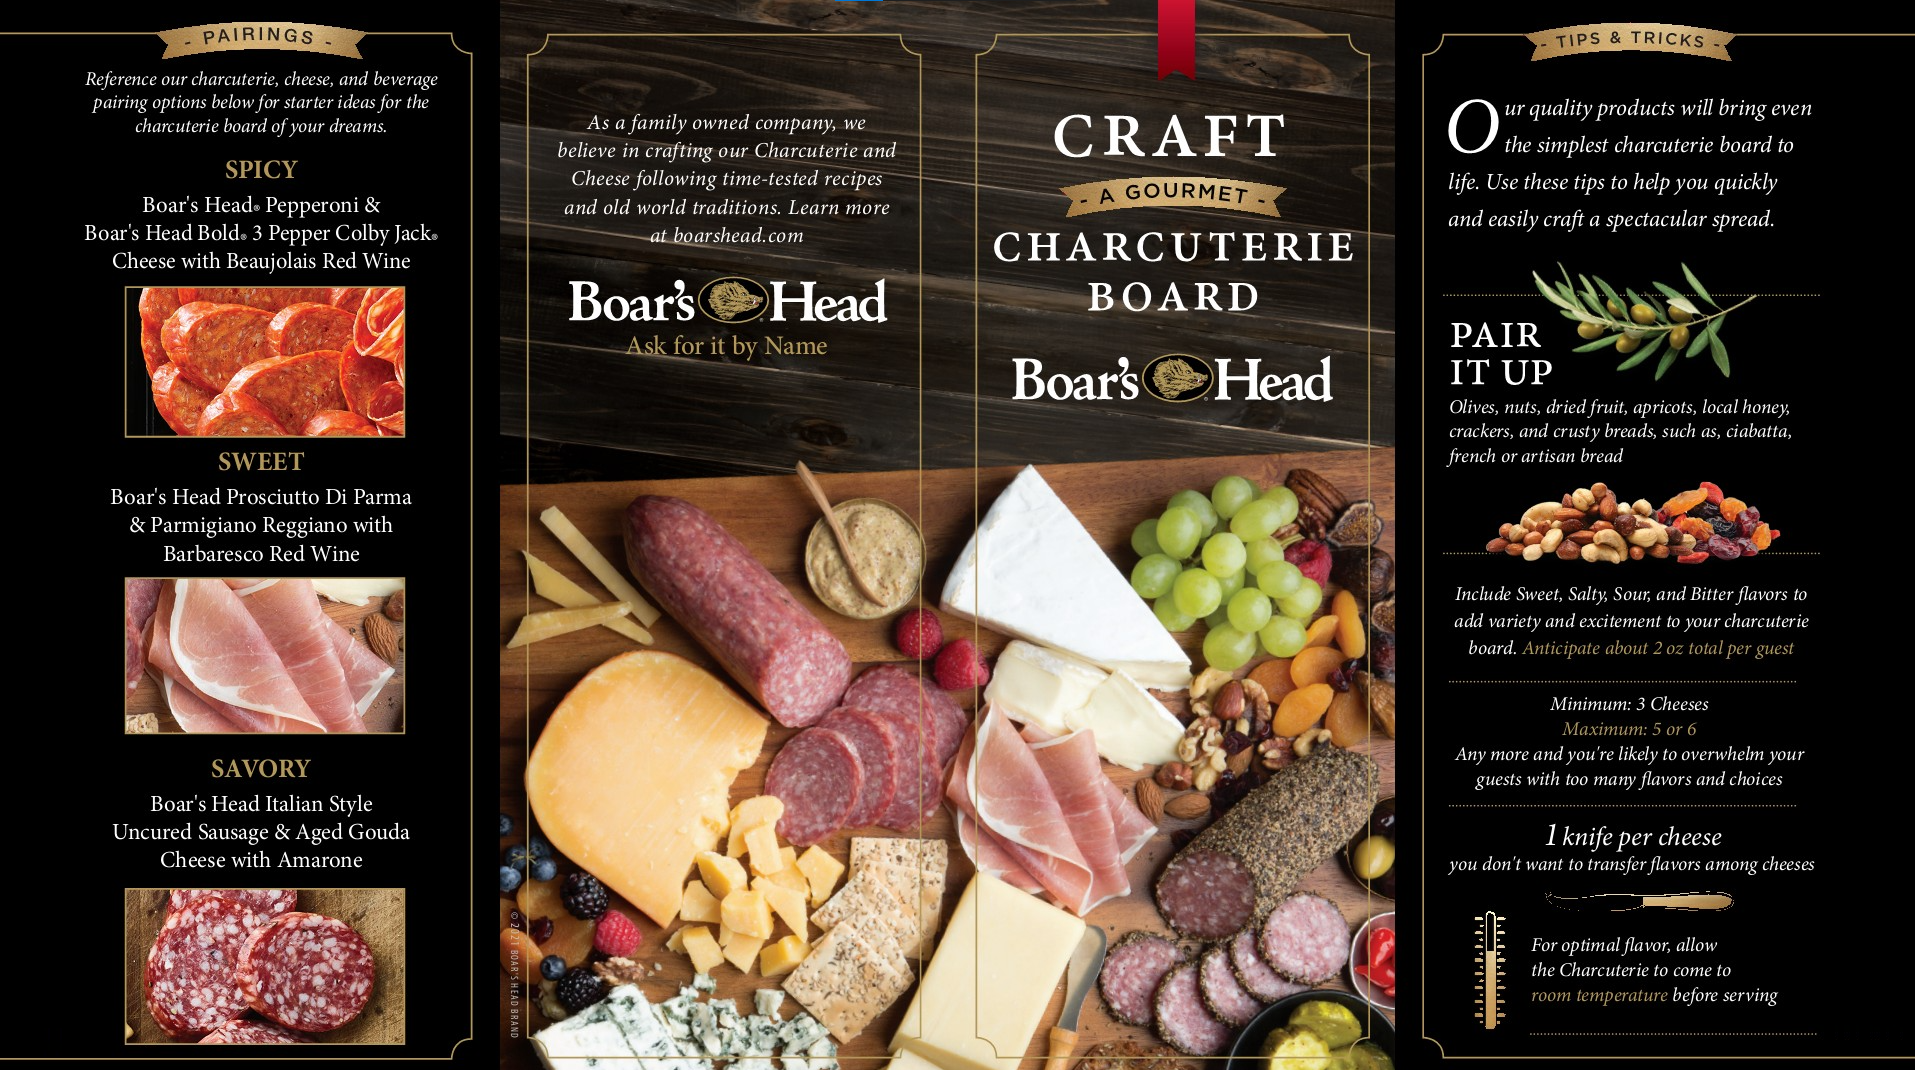 - PAIRINGS -
Reference our charcuterie, cheese, and beverage
pairing options below for starter ideas for the
charcuterie board of your dreams.
SPICY
Boar's Head® Pepperoni &
Boar's Head Bold® 3 Pepper Colby Jack®
Cheese with Beaujolais Red Wine
SWEET
Boar's Head Prosciutto Di Parma
& Parmigiano Reggiano with
Barbaresco Red Wine
SAVORY
Boar's Head Italian Style
Uncured Sausage & Aged Gouda
Cheese with Amarone
As a family owned company, we
believe in crafting our Charcuterie and
Cheese following time-tested recipes
and old world traditions. Learn more
at boarshead.com
Boar's Head
Ask for it by Name
© 2021 BOAR'S HEAD BRAND
CRAFT
- A GOURMET -
CHARCUTERIE
BOARD
Boar's Head
- TIPS & TRICKS -
Our quality products will bring even
the simplest charcuterie board to
life. Use these tips to help you quickly
and easily craft a spectacular spread.
PAIR
IT UP
Olives, nuts, dried fruit, apricots, local honey,
crackers, and crusty breads, such as, ciabatta,
french or artisan bread
Include Sweet, Salty, Sour, and Bitter flavors to
add variety and excitement to your charcuterie
board. Anticipate about 2 oz total per guest
Minimum: 3 Cheeses
Maximum: 5 or 6
Any more and you're likely to overwhelm your
guests with too many flavors and choices
1 knife per cheese
you don't want to transfer flavors among cheeses
For optimal flavor, allow
the Charcuterie to come to
room temperature before serving